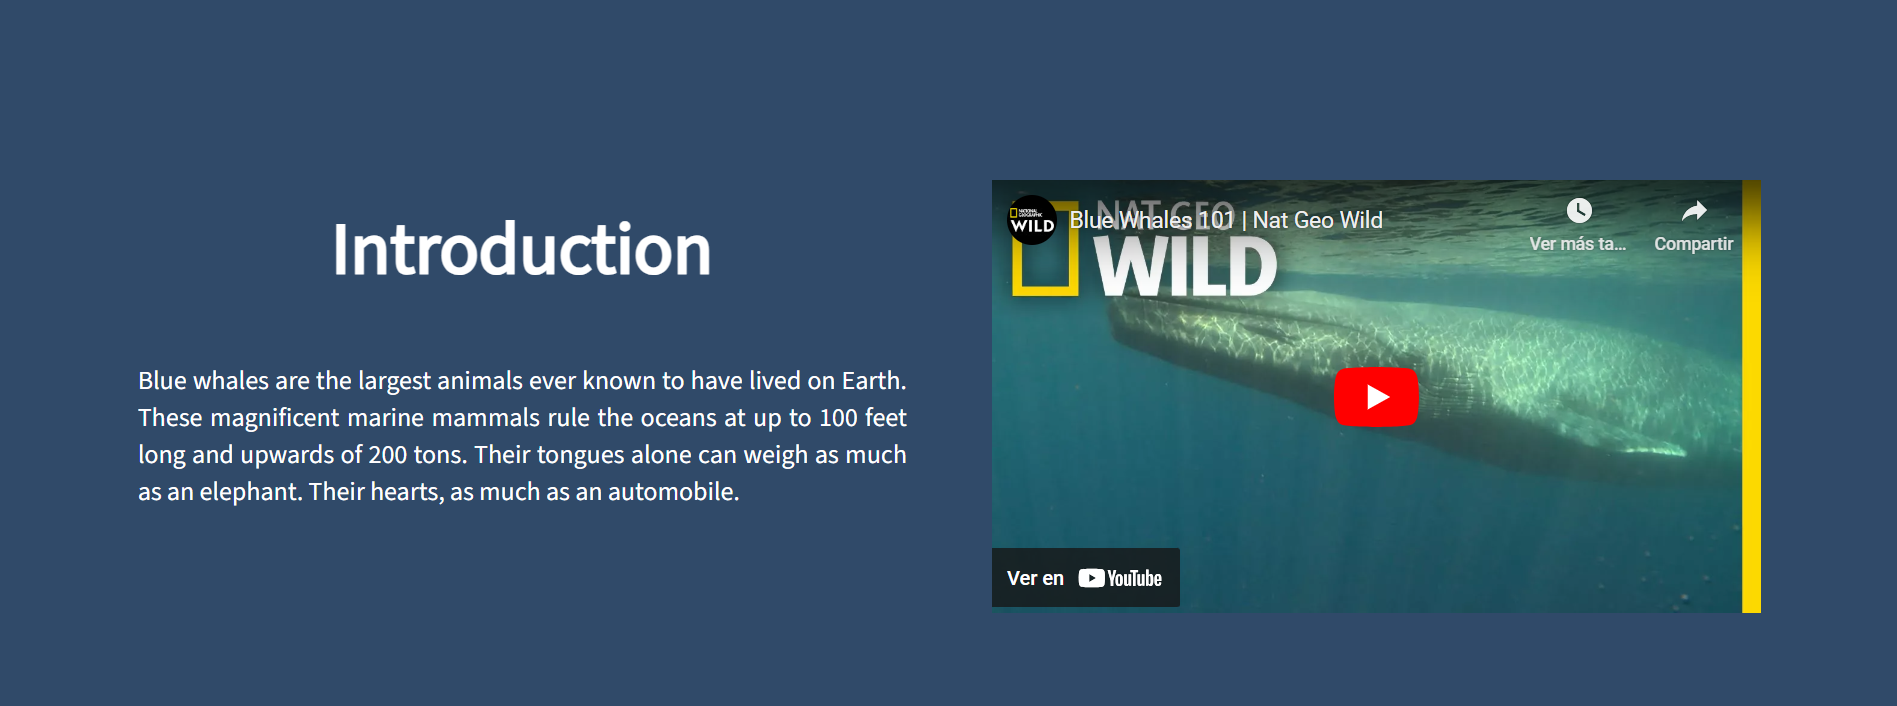 Introduction
Blue whales are the largest animals ever known to have lived on Earth.
These magnificent marine mammals rule the oceans at up to 100 feet
long and upwards of 200 tons. Their tongues alone can weigh as much
as an elephant. Their hearts, as much as an automobile.
NATIONAL
GEOGRAPHIC
WILD
Blue Whales 101 | Nat Geo Wild
NAT GEO
WILD
Ver más ta...
Compartir
Ver en YouTube